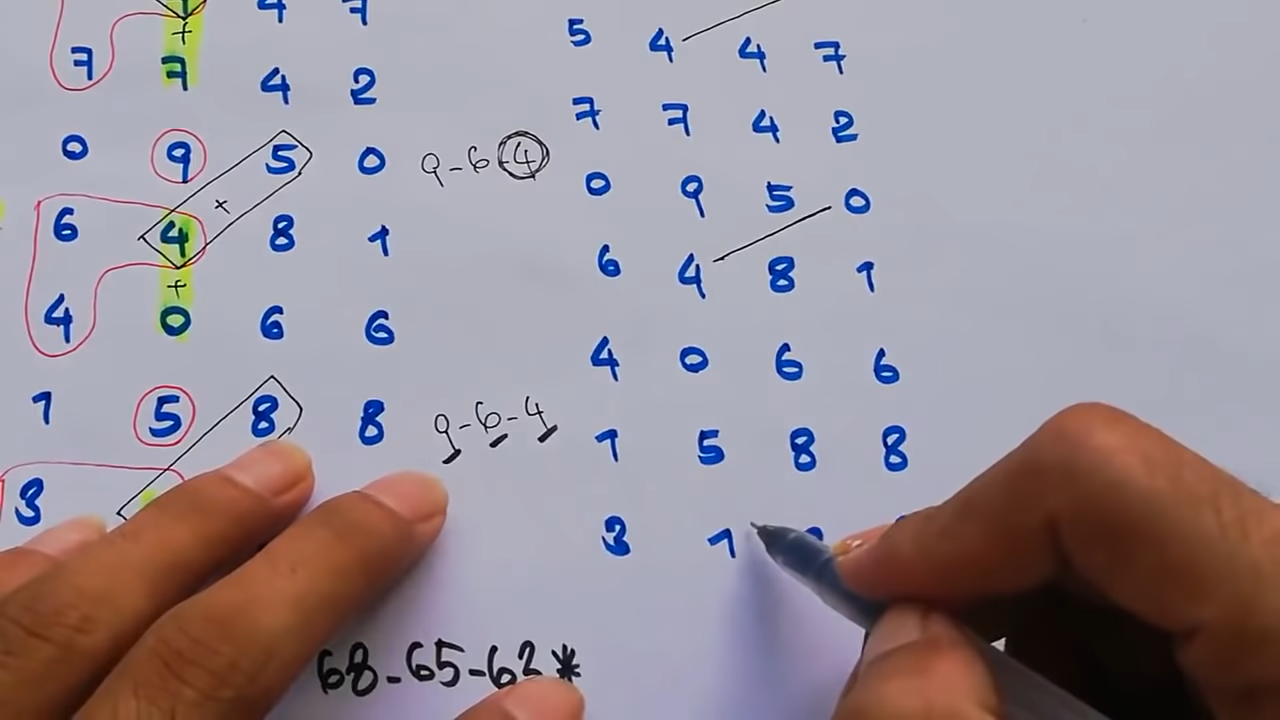 4 7
7 7 4 2
0 9 5 0 9-6-4
6 + 4 8 1
+
4 0 6 6
1 5 8 8 9-6-4
3
68-65-62*
5 4 4 7
7 7 4 2
0 9 5 0
6 4 8 1
4 0 6 6
1 5 8 8
3 1